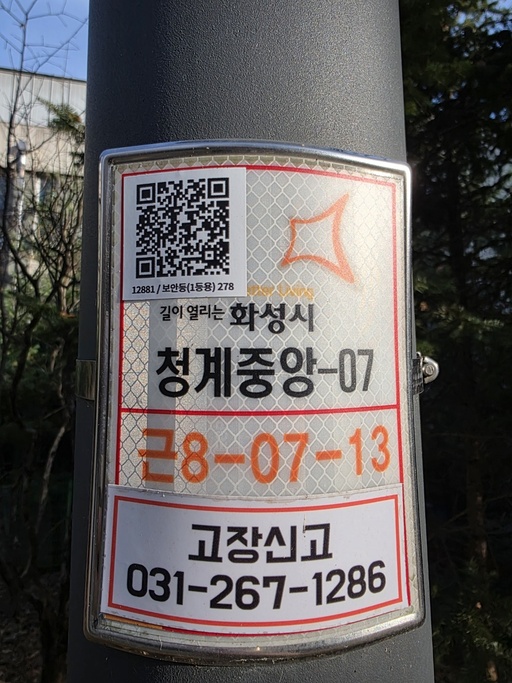 12881 / 보안등(1등용) 278
길이 열리는 화성시
청계중앙-07
근8-07-13
고장신고
031-267-1286